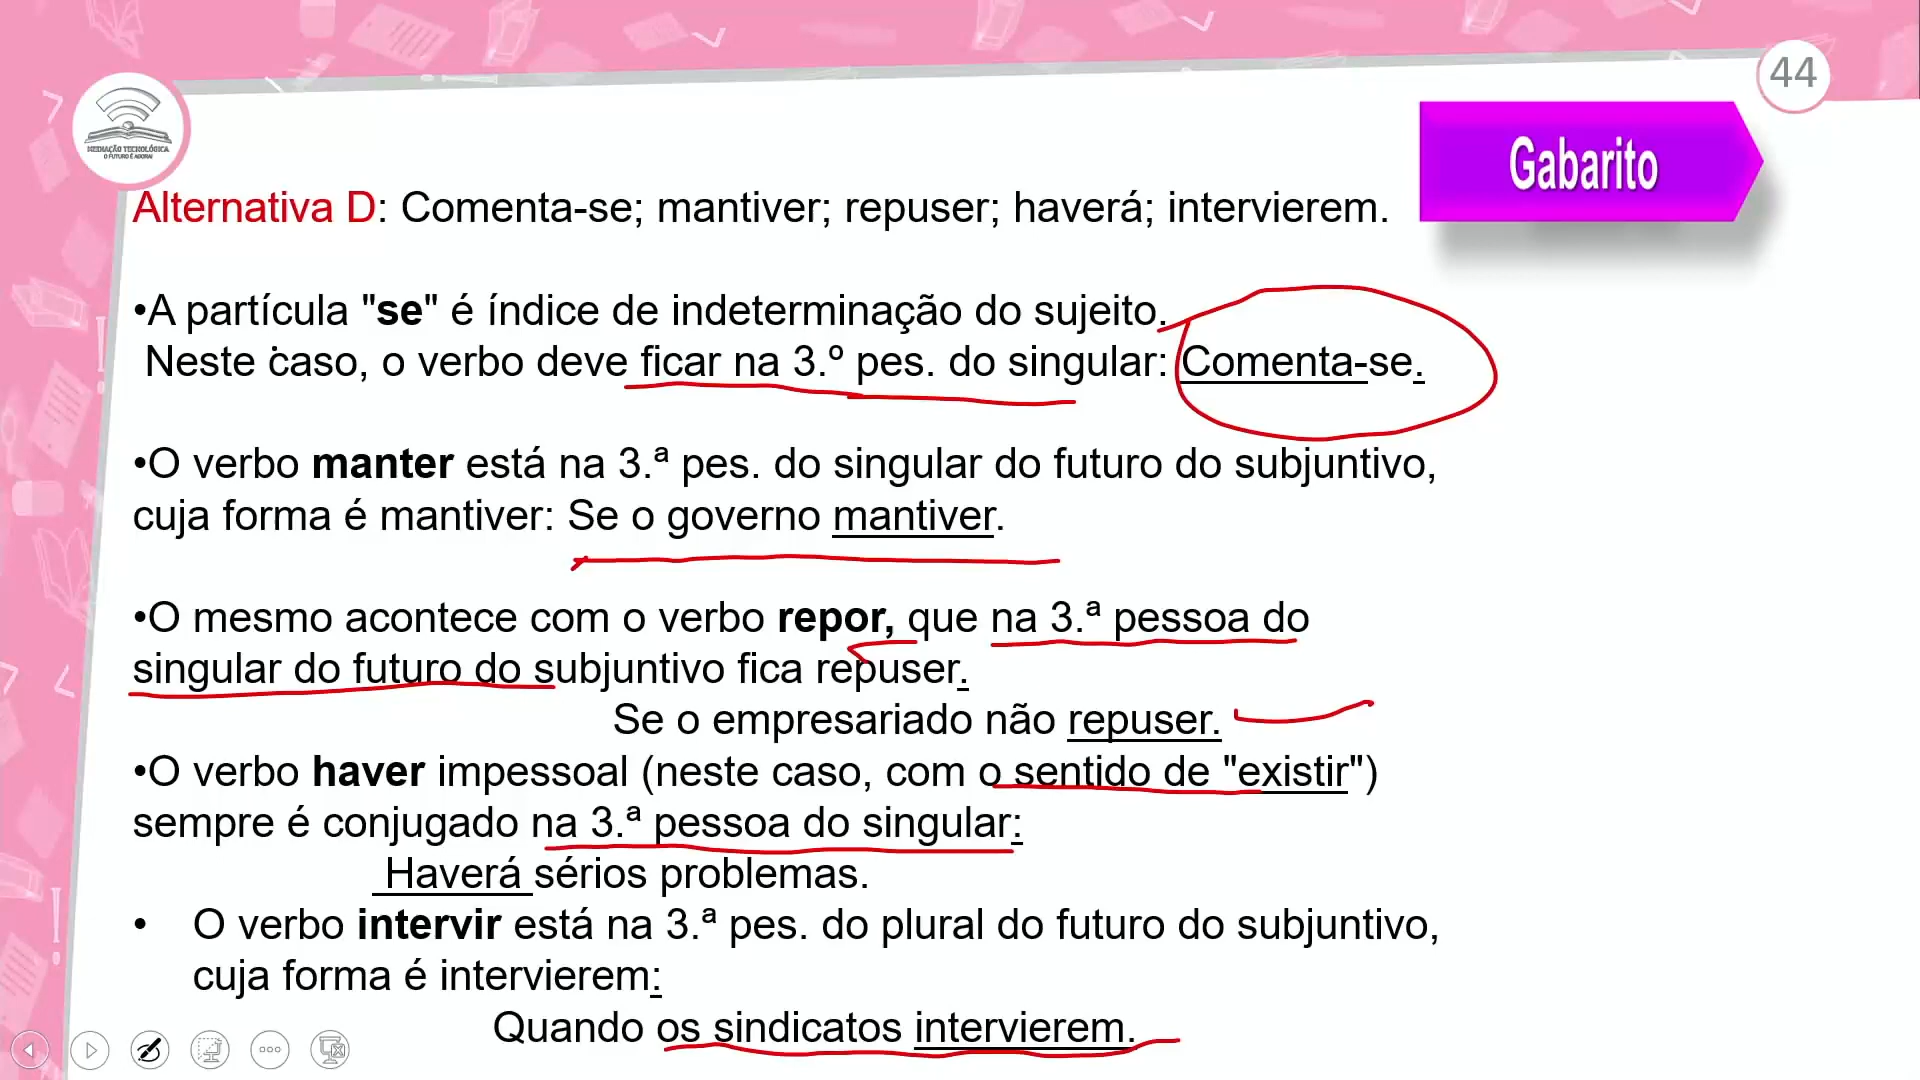 44
MEDIAÇÃO TECNOLÓGICA
O FUTURO É AGORA!
Gabarito
Alternativa D: Comenta-se; mantiver; repuser; haverá; intervierem.
•A partícula "se" é índice de indeterminação do sujeito.
Neste caso, o verbo deve ficar na 3.º pes. do singular: Comenta-se.
•O verbo manter está na 3.ª pes. do singular do futuro do subjuntivo,
cuja forma é mantiver: Se o governo mantiver.
•O mesmo acontece com o verbo repor, que na 3.ª pessoa do
singular do futuro do subjuntivo fica repuser.
Se o empresariado não repuser.
•O verbo haver impessoal (neste caso, com o sentido de "existir")
sempre é conjugado na 3.ª pessoa do singular:
Haverá sérios problemas.
• O verbo intervir está na 3.ª pes. do plural do futuro do subjuntivo,
cuja forma é intervierem:
Quando os sindicatos intervierem.